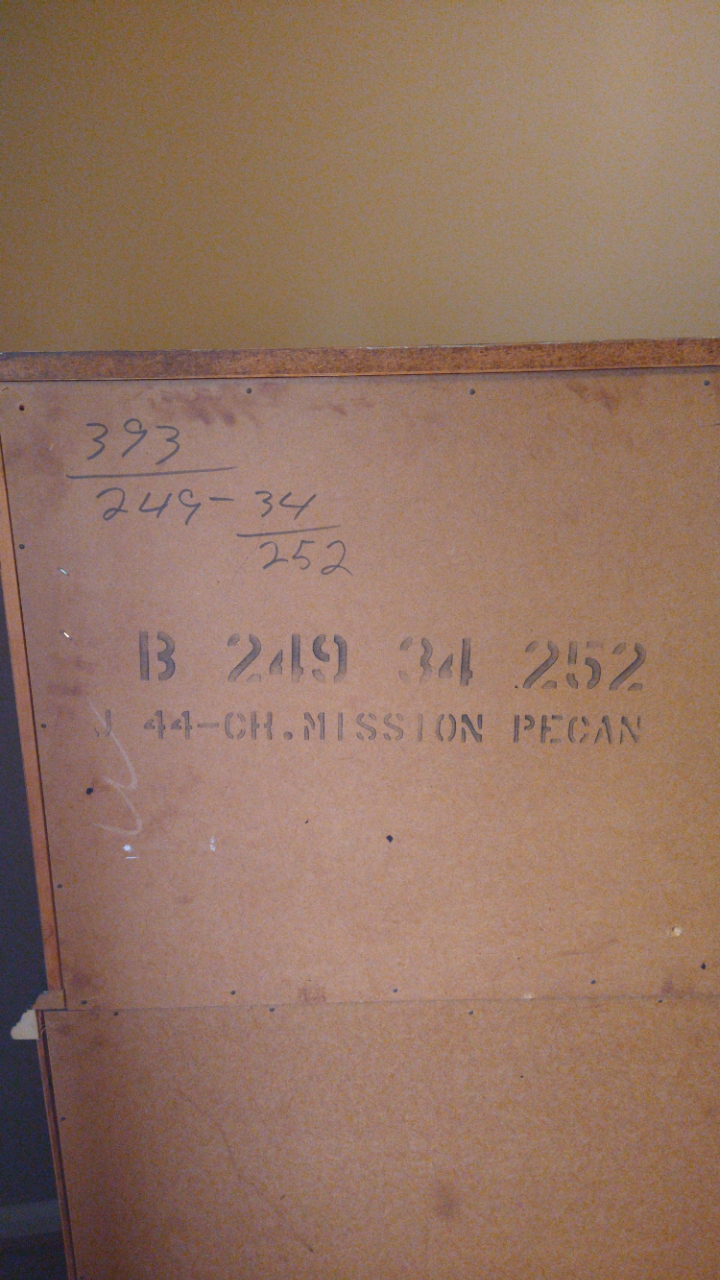 393
249-34
252
B 249 34 252
J 44-CH.MISSION PECAN